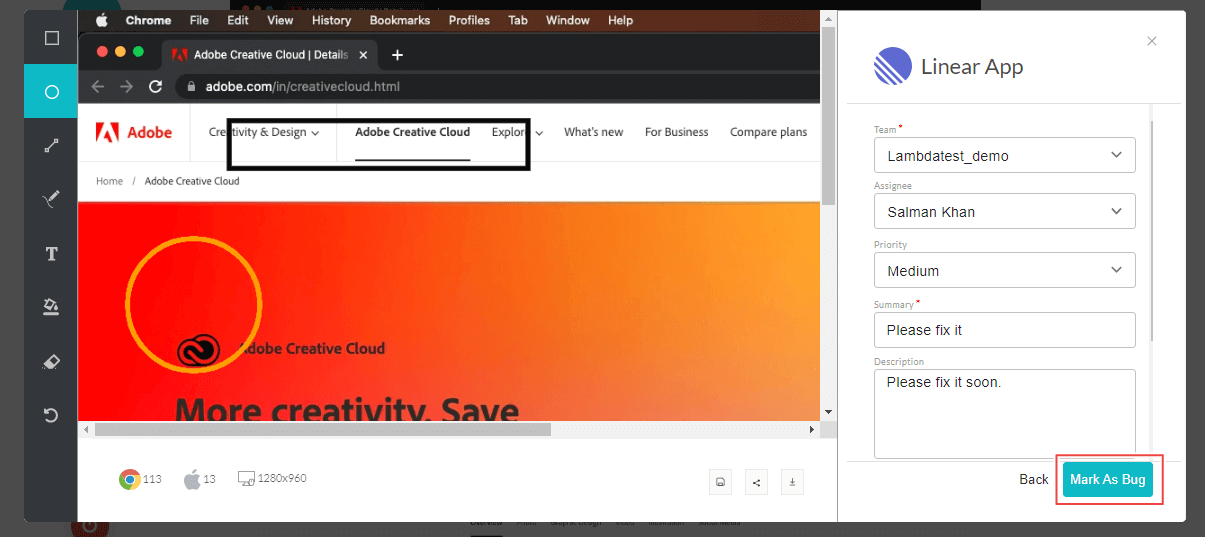 Chrome File Edit View History Bookmarks Profiles Tab Window Help
Adobe Creative Cloud | Details
adobe.com/in/creativecloud.html
Adobe Creativity & Design Adobe Creative Cloud Explore What's new For Business Compare plans
Home / Adobe Creative Cloud
T
Adobe Creative Cloud
More creativity. Save
113 13 1280x960
Linear App
Team *
Lambdatest_demo
Assignee
Salman Khan
Priority
Medium
Summary *
Please fix it
Description
Please fix it soon.
Back Mark As Bug